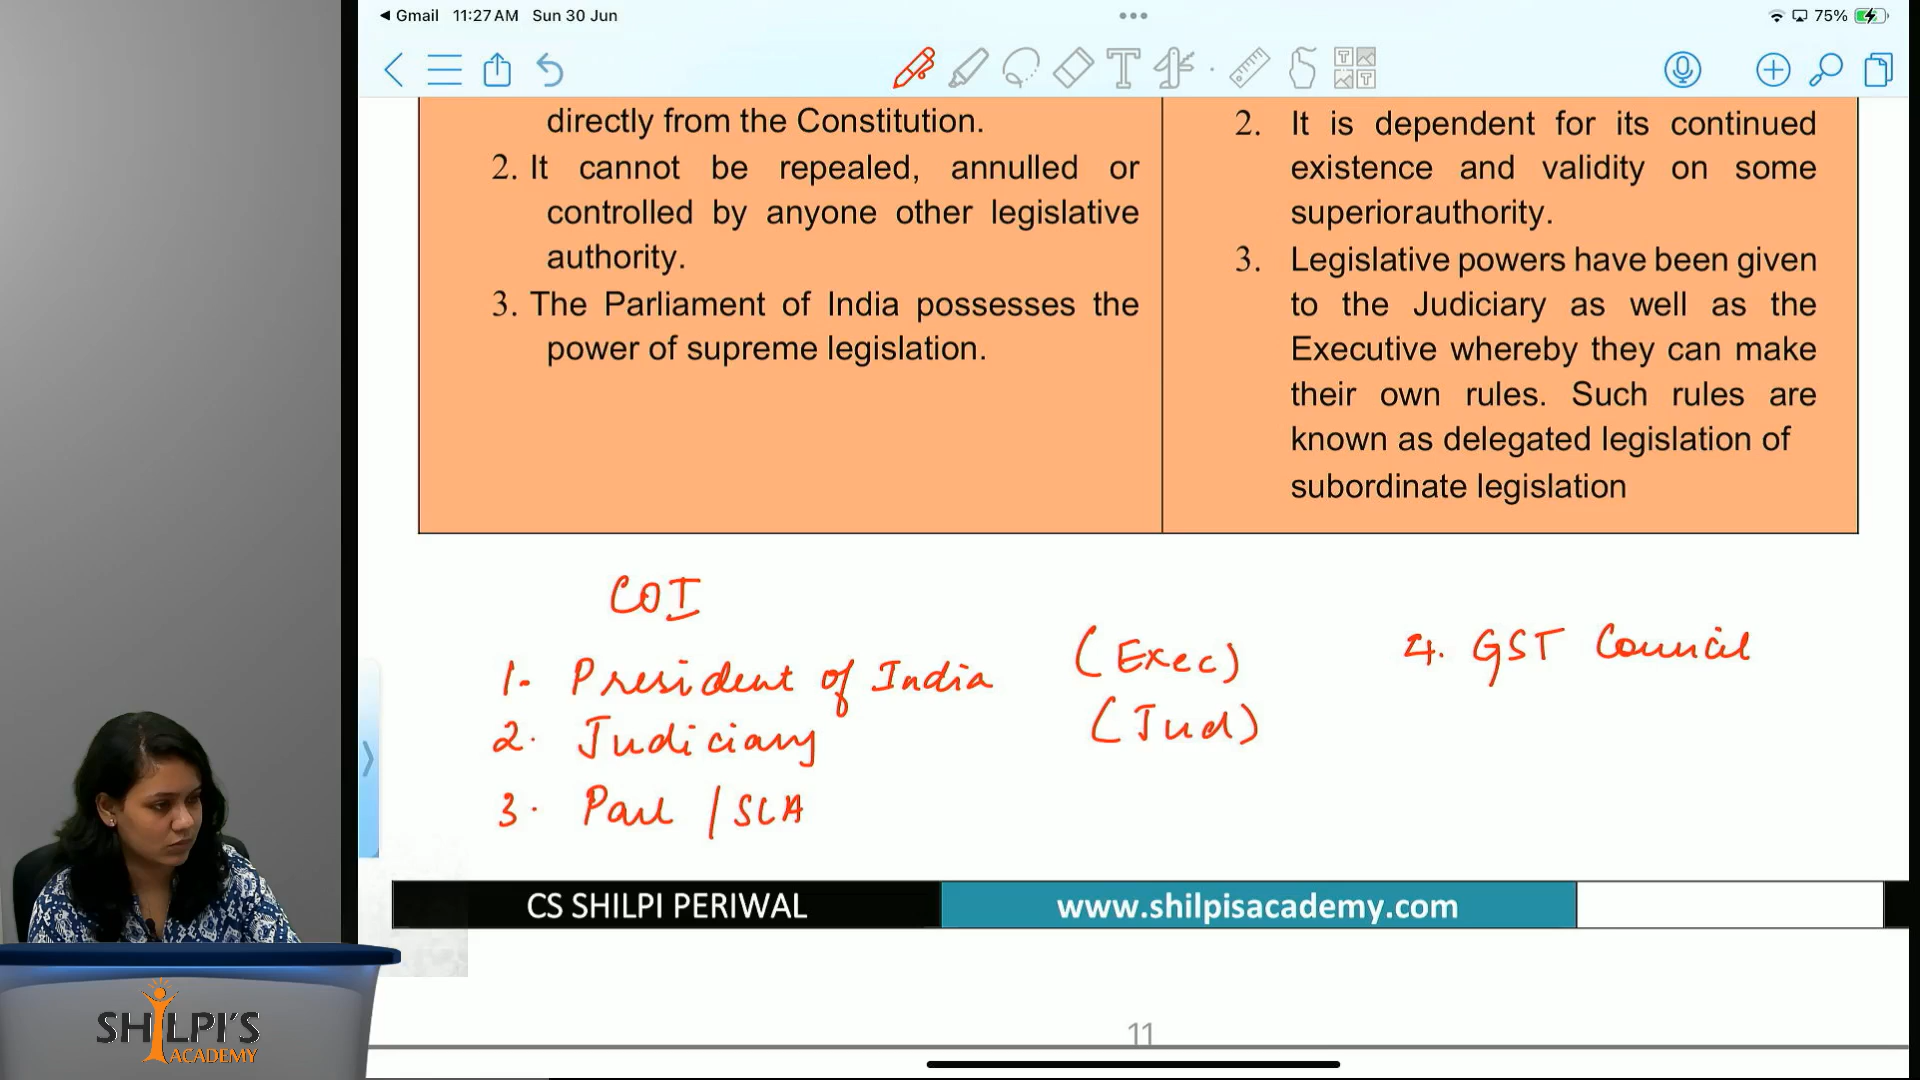 Gmail 11:27 AM Sun 30 Jun
75%
directly from the Constitution.
2. It cannot be repealed, annulled or
controlled by anyone other legislative
authority.
3. The Parliament of India possesses the
power of supreme legislation.
2. It is dependent for its continued
existence and validity on some
superiorauthority.
3. Legislative powers have been given
to the Judiciary as well as the
Executive whereby they can make
their own rules. Such rules are
known as delegated legislation of
subordinate legislation
COI
1. President of India (Exec)
2. Judiciary (Jud)
3. Parl / SLA
4. GST Council
CS SHILPI PERIWAL www.shilpisacademy.com
11
SHILPI'S
ACADEMY